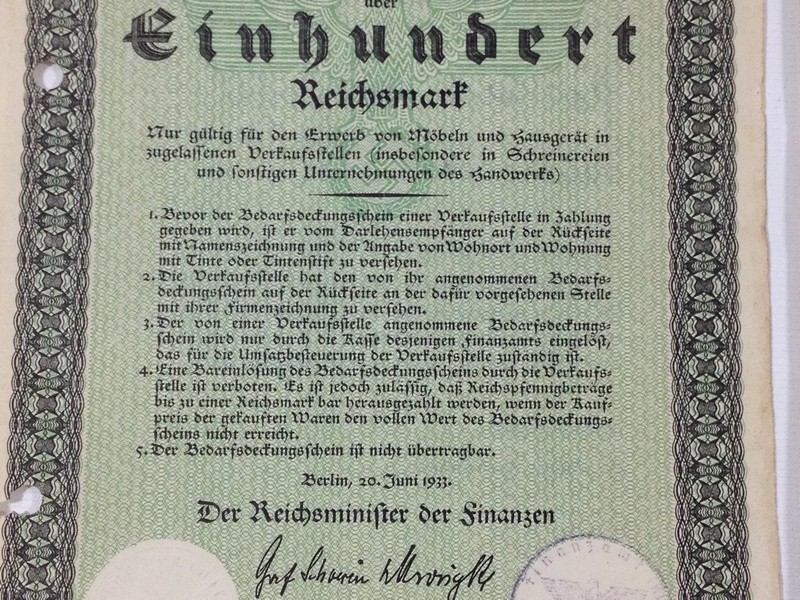 über
Einhundert
Reichsmark
Nur gültig für den Erwerb von Möbeln und Hausgerät in
zugelassenen Verkaufsstellen (insbesondere in Schreinereien
und sonstigen Unternehmungen des Handwerks)
1. Bevor der Bedarfsdeckungsschein einer Verkaufsstelle in Zahlung
gegeben wird, ist er vom Darlehensempfänger auf der Rückseite
mit Namenszeichnung und der Angabe von Wohnort und Wohnung
mit Tinte oder Tintenstift zu versehen.
2. Die Verkaufsstelle hat den von ihr angenommenen Bedarfs-
deckungsschein auf der Rückseite an der dafür vorgesehenen Stelle
mit ihrer Firmenzeichnung zu versehen.
3. Der von einer Verkaufsstelle angenommene Bedarfsdeckungs-
schein wird nur durch die Kasse desjenigen Finanzamts eingelöst,
das für die Umsatzbesteuerung der Verkaufsstelle zuständig ist.
4. Eine Bareinlösung des Bedarfsdeckungsscheins durch die Verkaufs-
stelle ist verboten. Es ist jedoch zulässig, daß Reichspfennigbeträge
bis zu einer Reichsmark bar herausgezahlt werden, wenn der Kauf-
preis der gekauften Waren den vollen Wert des Bedarfsdeckungs-
scheins nicht erreicht.
5. Der Bedarfsdeckungsschein ist nicht übertragbar.
Berlin, 20. Juni 1933.
Der Reichsminister der Finanzen
Graf Schwerin v Krosigk
Finanzamt